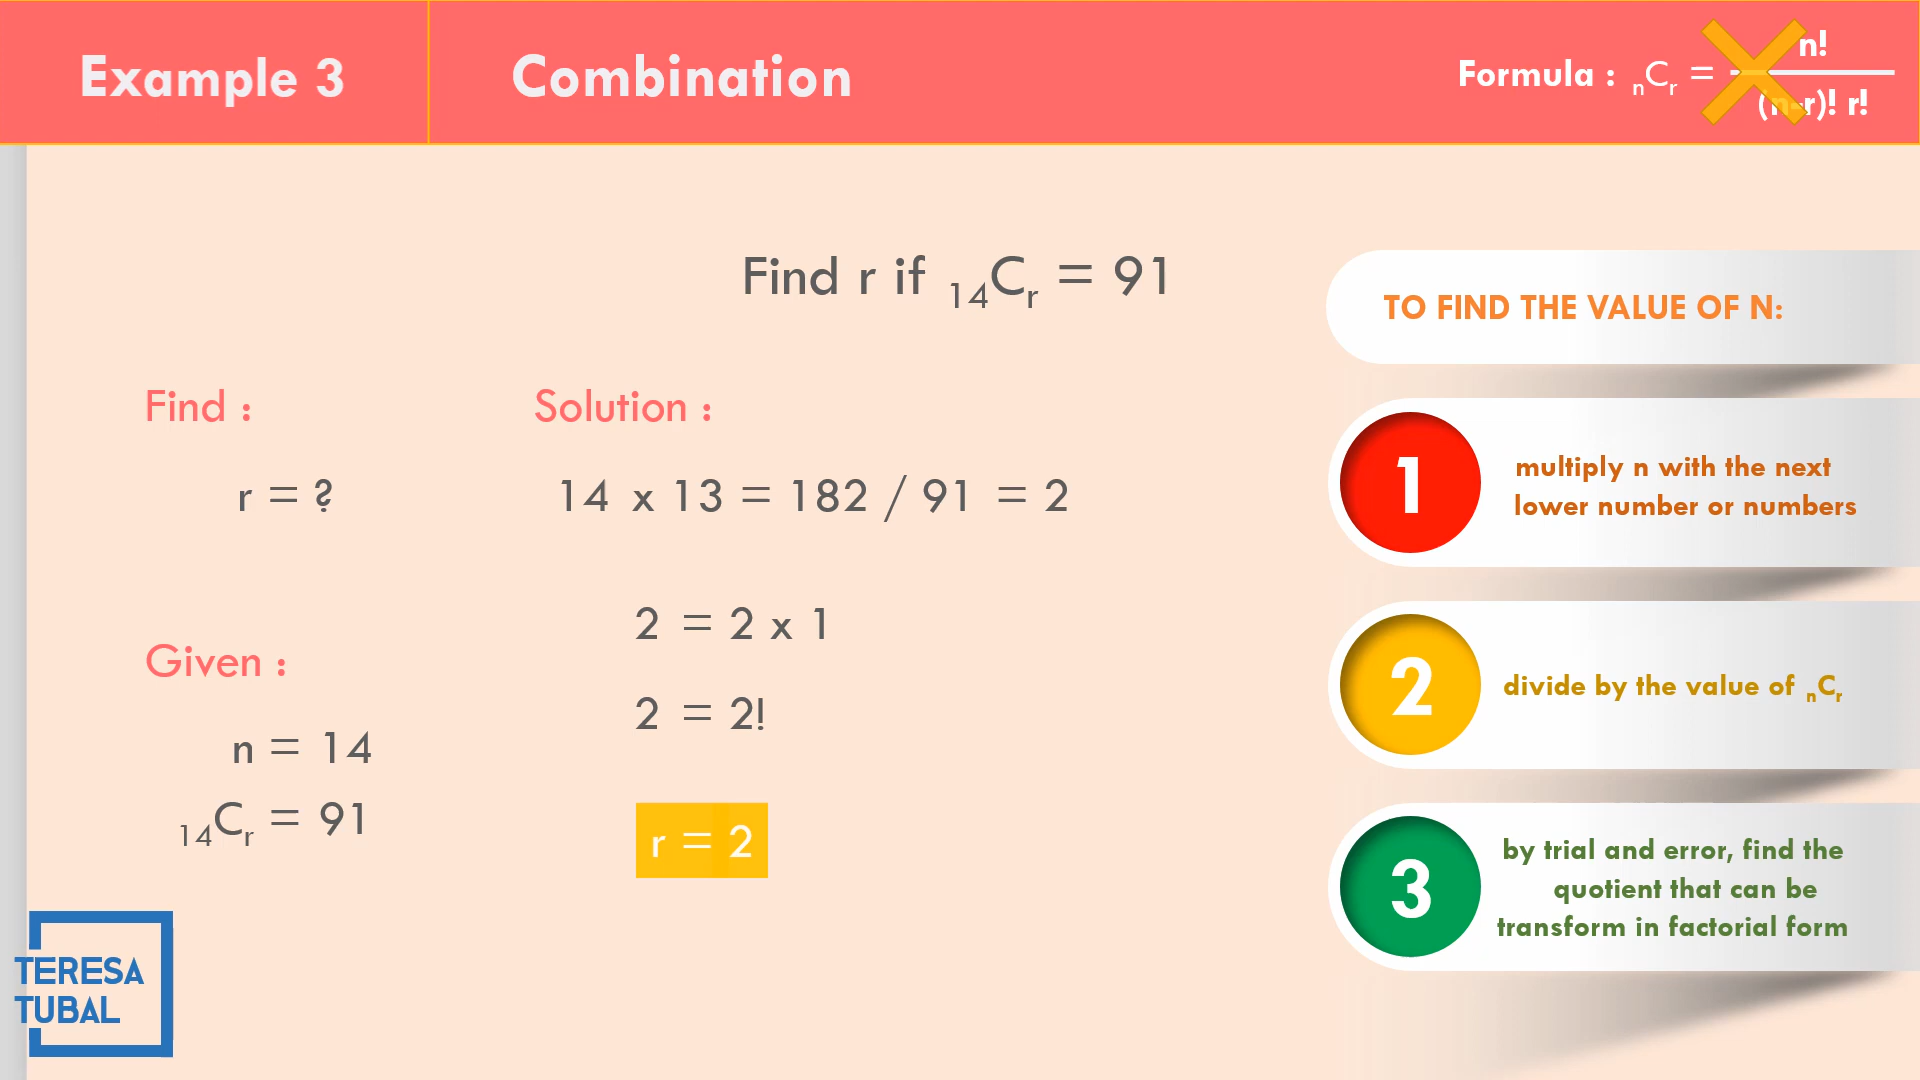 Example 3
Combination
Formula : nCr = n!
(n-r)! r!
Find r if 14Cr = 91
Find :
r = ?
Given :
n = 14
14Cr = 91
Solution :
14 x 13 = 182 / 91 = 2
2 = 2 x 1
2 = 2!
r = 2
TO FIND THE VALUE OF N:
1
multiply n with the next
lower number or numbers
2
divide by the value of nCr
3
by trial and error, find the
quotient that can be
transform in factorial form
TERESA
TUBAL